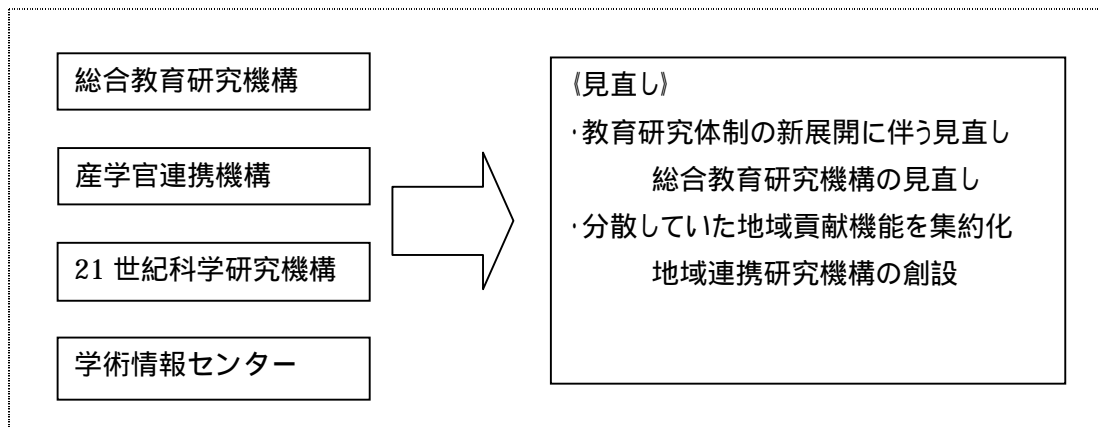 総合教育研究機構
産学官連携機構
21 世紀科学研究機構
学術情報センター
《見直し》
･教育研究体制の新展開に伴う見直し
総合教育研究機構の見直し
･分散していた地域貢献機能を集約化
地域連携研究機構の創設